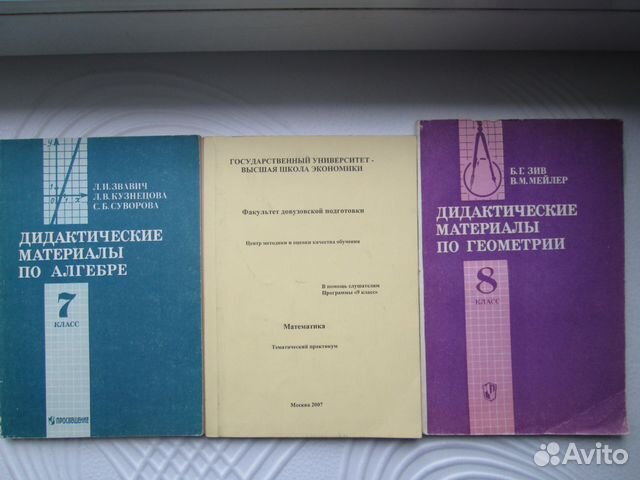 Л.И.ЗВАВИЧ
Л.В.КУЗНЕЦОВА
С.Б.СУВОРОВА
ДИДАКТИЧЕСКИЕ
МАТЕРИАЛЫ
ПО АЛГЕБРЕ
7
КЛАСС
ПРОСВЕЩЕНИЕ
ГОСУДАРСТВЕННЫЙ УНИВЕРСИТЕТ -
ВЫСШАЯ ШКОЛА ЭКОНОМИКИ
Факультет довузовской подготовки
Центр методики и оценки качества обучения
В помощь слушателям
Программы «9 класс»
Математика
Тематический практикум
Москва 2007
Б.Г.ЗИВ
В.М.МЕЙЛЕР
ДИДАКТИЧЕСКИЕ
МАТЕРИАЛЫ
ПО ГЕОМЕТРИИ
8
КЛАСС
Avito